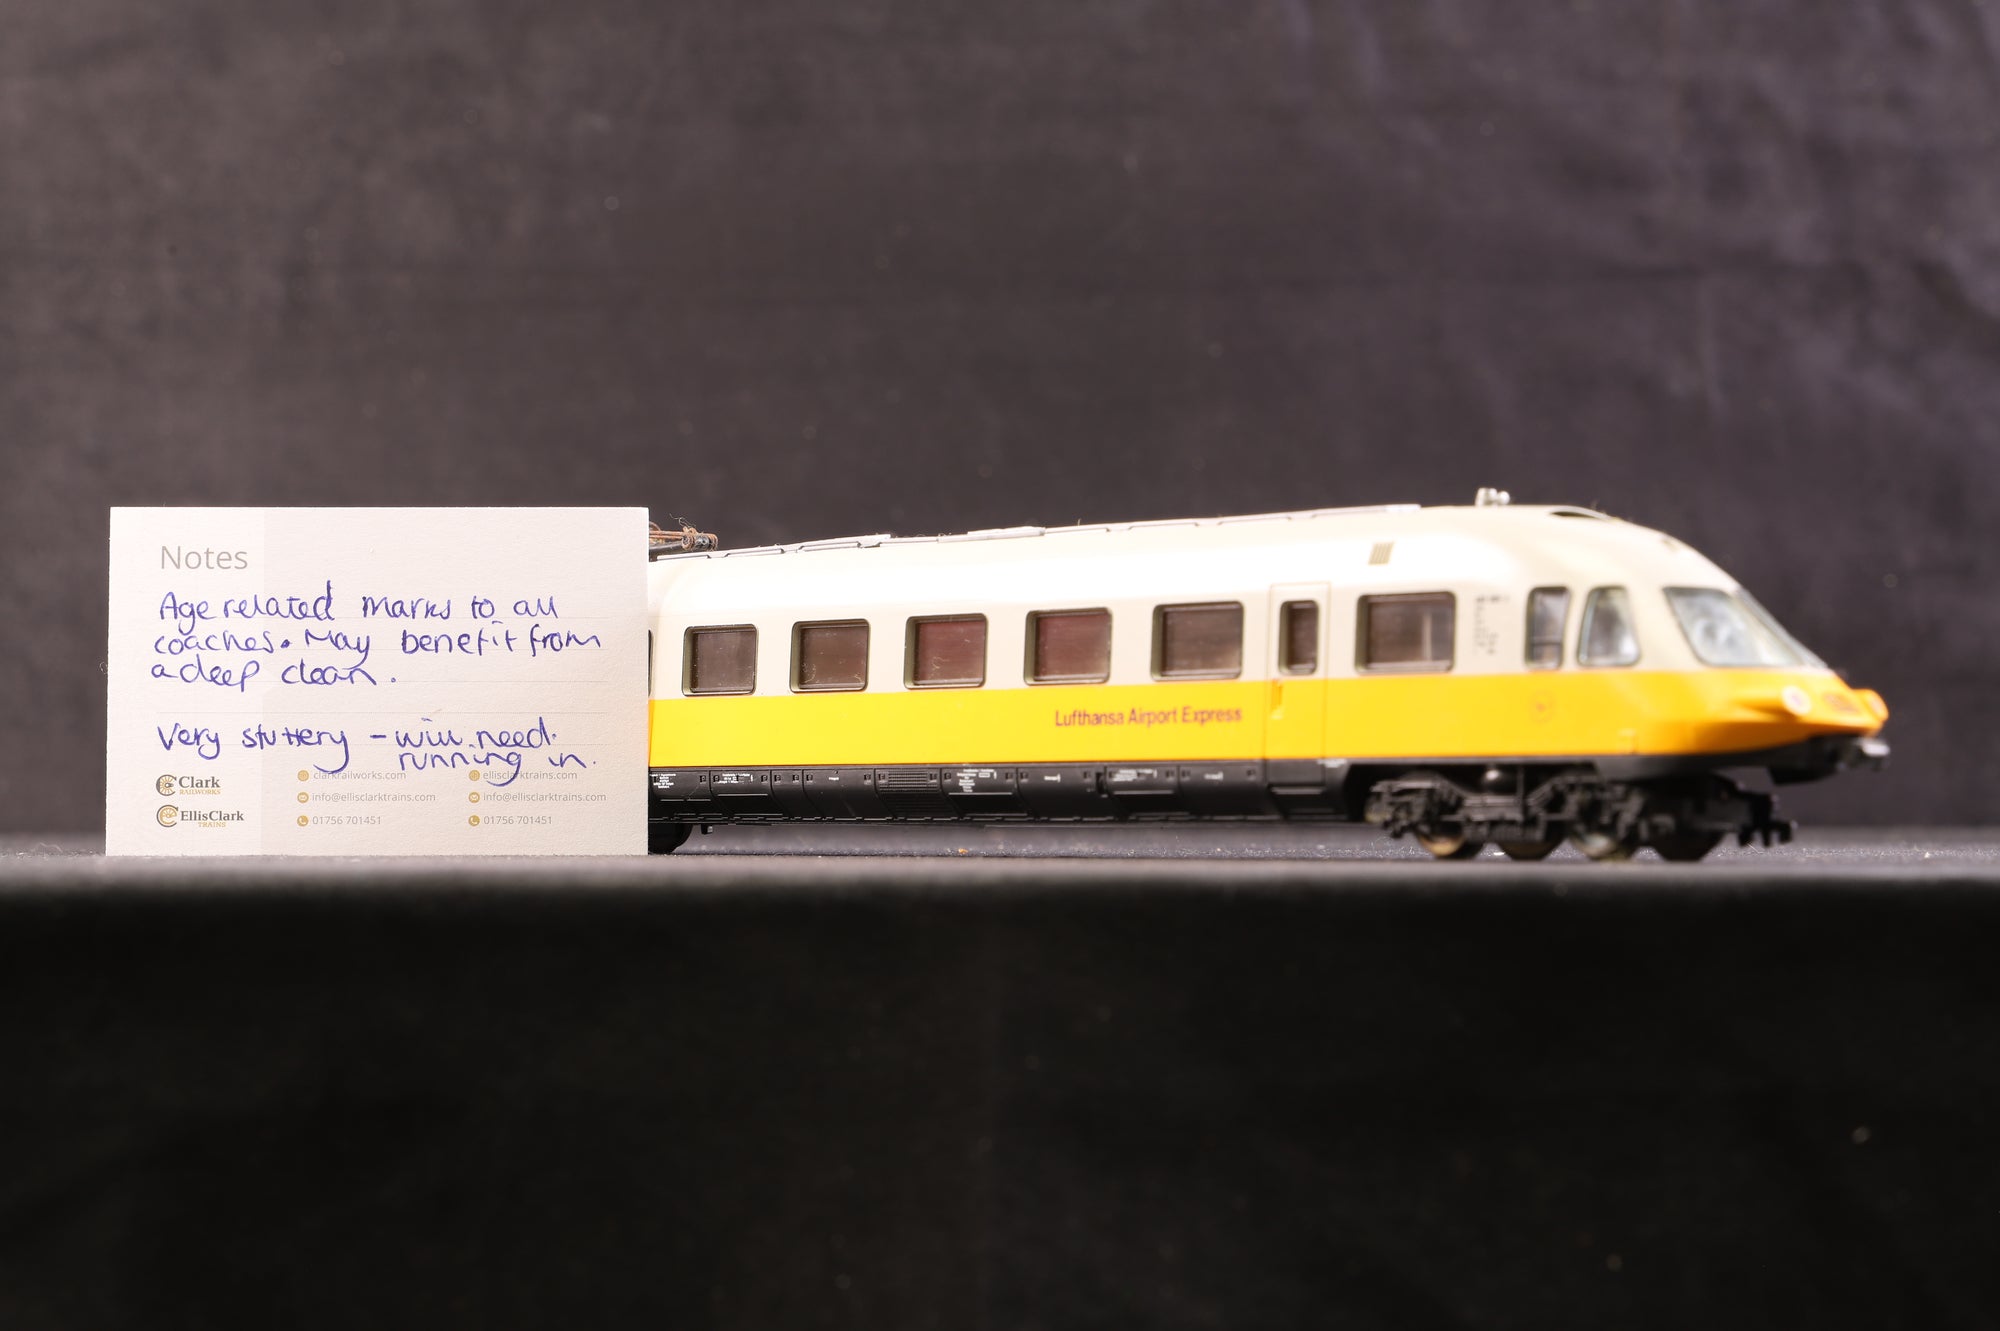 Notes
Age related marks to all
coaches. May benefit from
a deep clean.
Very stuttery - will need
running in.
Clark
RAILWORKS
clarkrailworks.com
ellisclarktrains.com
info@ellisclarktrains.com
info@ellisclarktrains.com
EllisClark
TRAINS
01756 701451
01756 701451
Lufthansa Airport Express